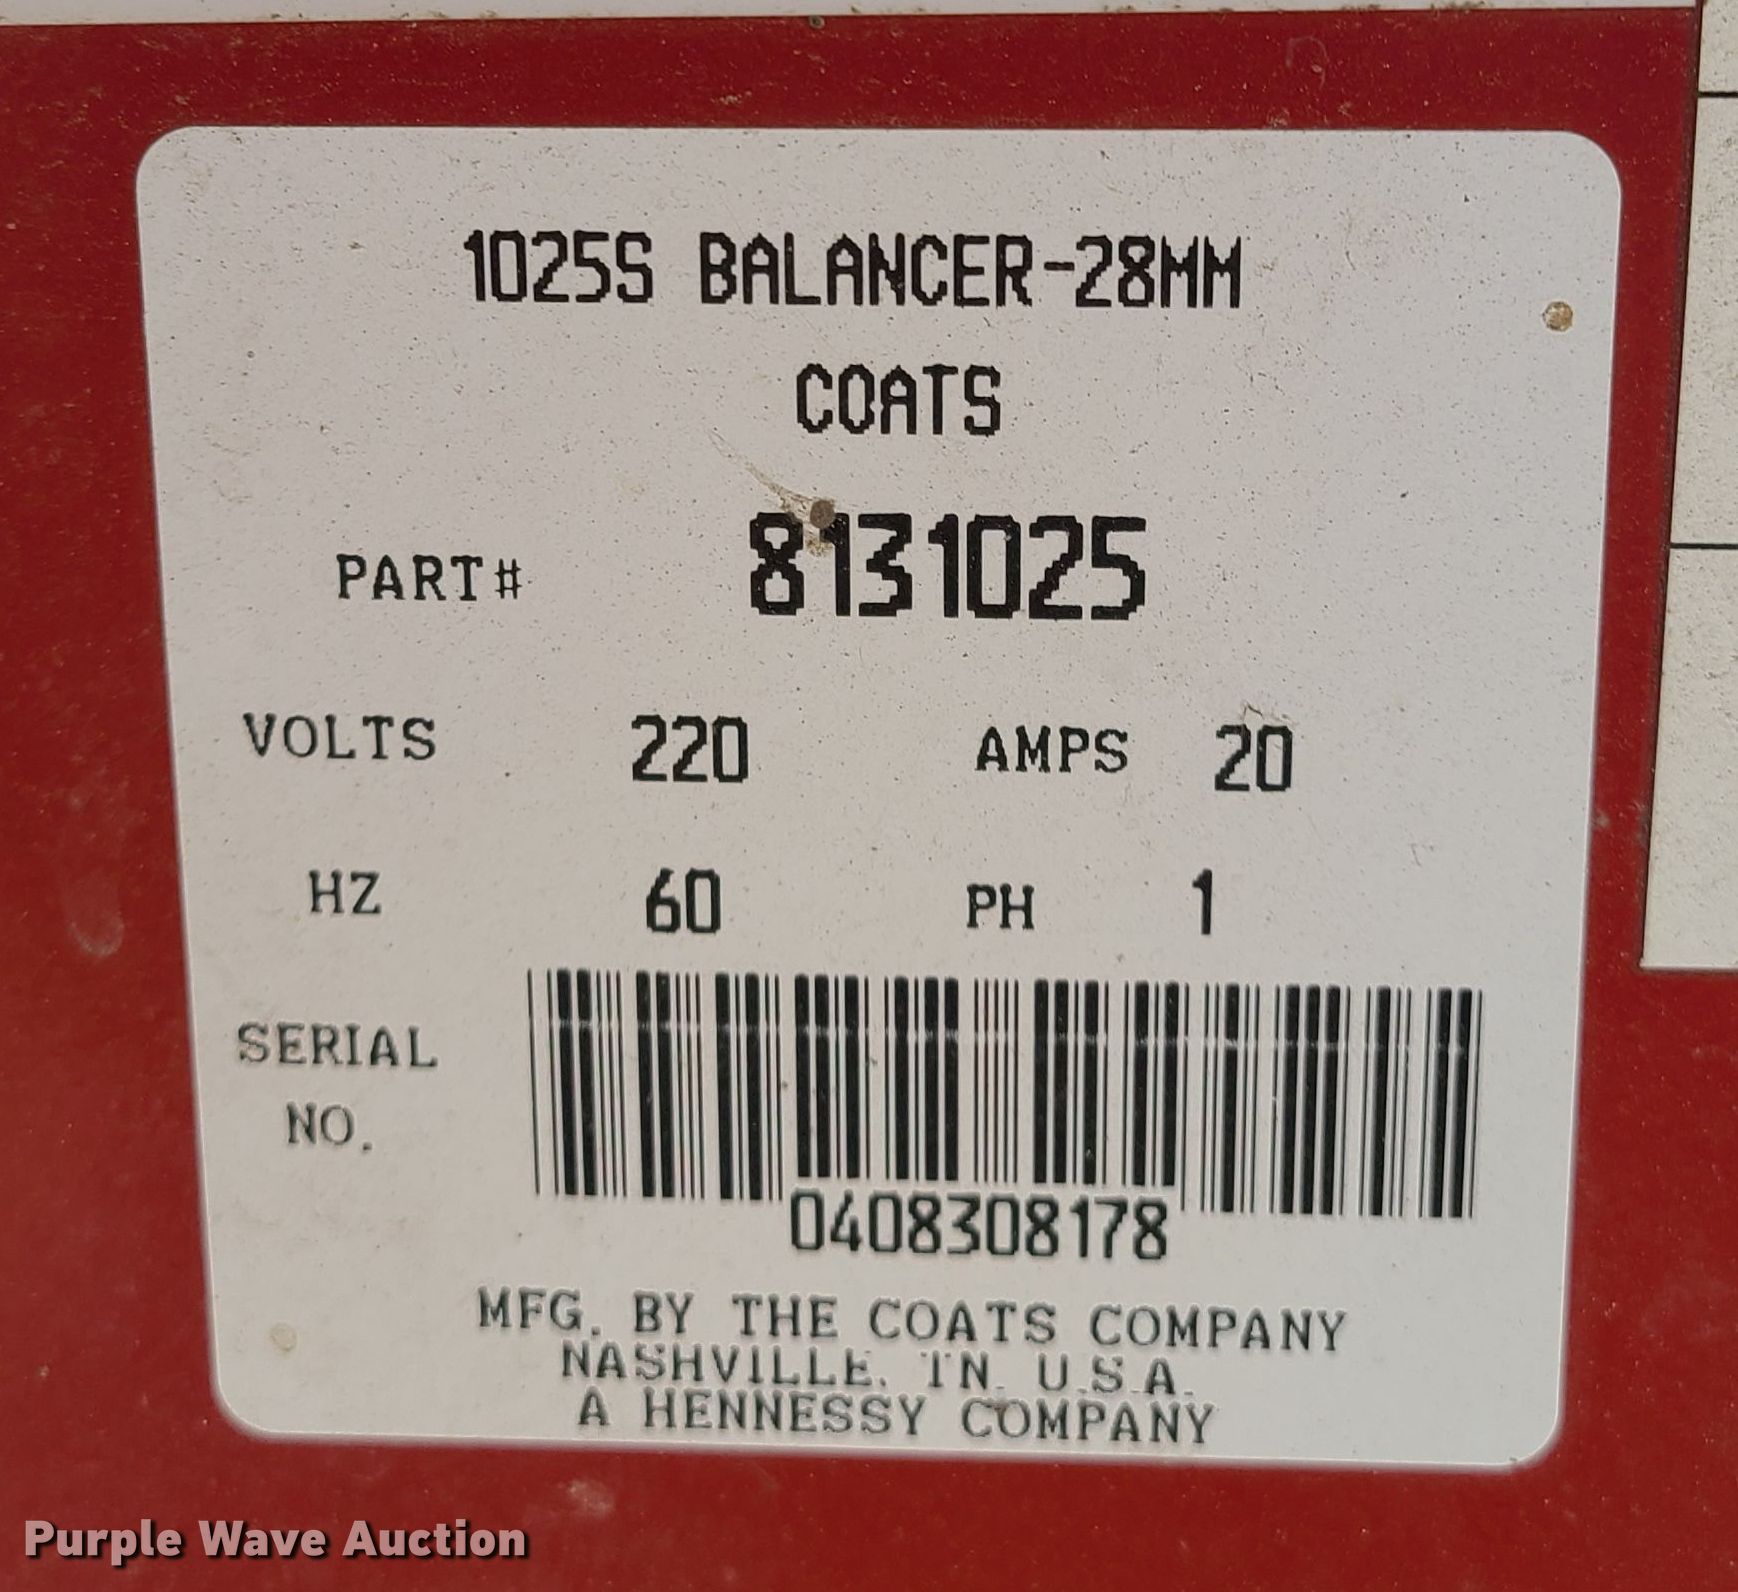 1025S BALANCER-28MM
COATS
PART# 8131025
VOLTS 220 AMPS 20
HZ 60 PH 1
SERIAL
NO.
0408308178
MFG. BY THE COATS COMPANY
NASHVILLE. TN. U.S.A.
A HENNESSY COMPANY
Purple Wave Auction